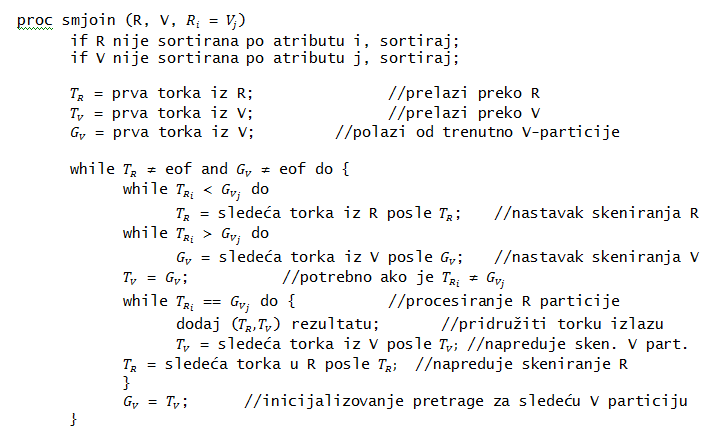 proc smjoin (R, V, Rᵢ = Vⱼ)
if R nije sortirana po atributu i, sortiraj;
if V nije sortirana po atributu j, sortiraj;
T_R = prva torka iz R; //prelazi preko R
T_V = prva torka iz V; //prelazi preko V
G_V = prva torka iz V; //polazi od trenutno V-particije
while T_R ≠ eof and G_V ≠ eof do {
while T_{R_i} < G_{V_j} do
T_R = sledeća torka iz R posle T_R; //nastavak skeniranja R
while T_{R_i} > G_{V_j} do
G_V = sledeća torka iz V posle G_V; //nastavak skeniranja V
T_V = G_V; //potrebno ako je T_{R_i} ≠ G_{V_j}
while T_{R_i} == G_{V_j} do { //procesiranje R particije
dodaj (T_R,T_V) rezultatu; //pridružiti torku izlazu
T_V = sledeća torka iz V posle T_V; //napreduje sken. V part.
T_R = sledeća torka u R posle T_R; //napreduje skeniranje R
}
G_V = T_V; //inicijalizovanje pretrage za sledeću V particiju
}